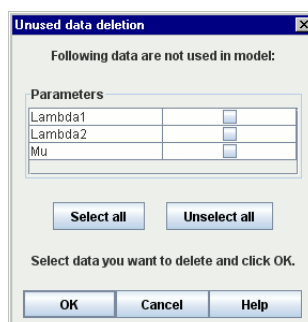 Unused data deletion
Following data are not used in model:
Parameters
Lambda1
Lambda2
Mu
Select all Unselect all
Select data you want to delete and click OK.
OK Cancel Help